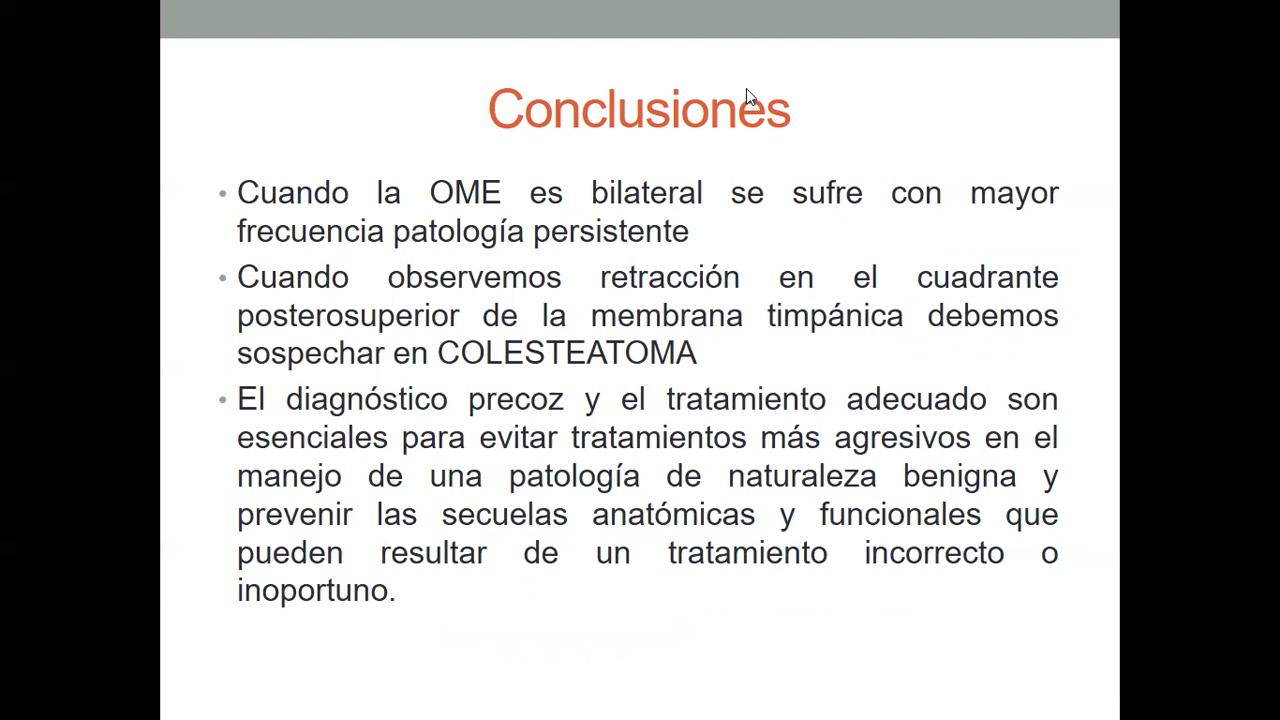 Conclusiones
• Cuando la OME es bilateral se sufre con mayor
frecuencia patología persistente
• Cuando observemos retracción en el cuadrante
posterosuperior de la membrana timpánica debemos
sospechar en COLESTEATOMA
• El diagnóstico precoz y el tratamiento adecuado son
esenciales para evitar tratamientos más agresivos en el
manejo de una patología de naturaleza benigna y
prevenir las secuelas anatómicas y funcionales que
pueden resultar de un tratamiento incorrecto o
inoportuno.